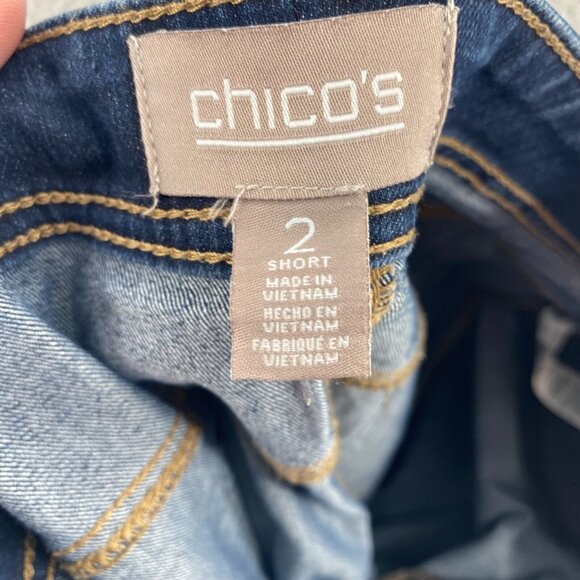 chico's
2
SHORT
MADE IN
VIETNAM
HECHO EN
VIETNAM
FABRIQUÉ EN
VIETNAM